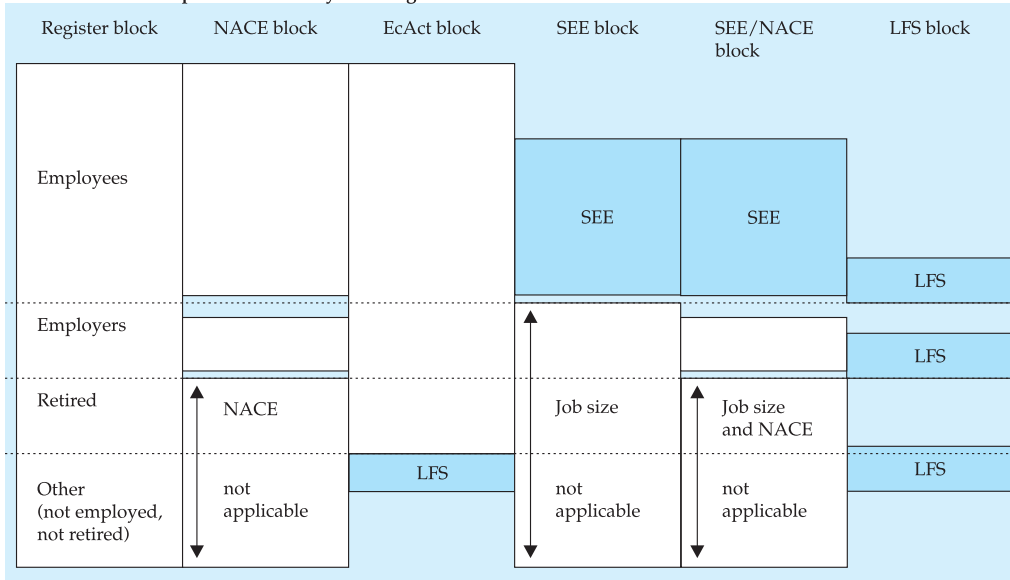 Register block
NACE block
EcAct block
SEE block
SEE/NACE
block
LFS block
Employees
SEE
SEE
LFS
Employers
LFS
Retired
NACE
Job size
Job size
and NACE
LFS
LFS
Other
(not employed,
not retired)
not
applicable
not
applicable
not
applicable